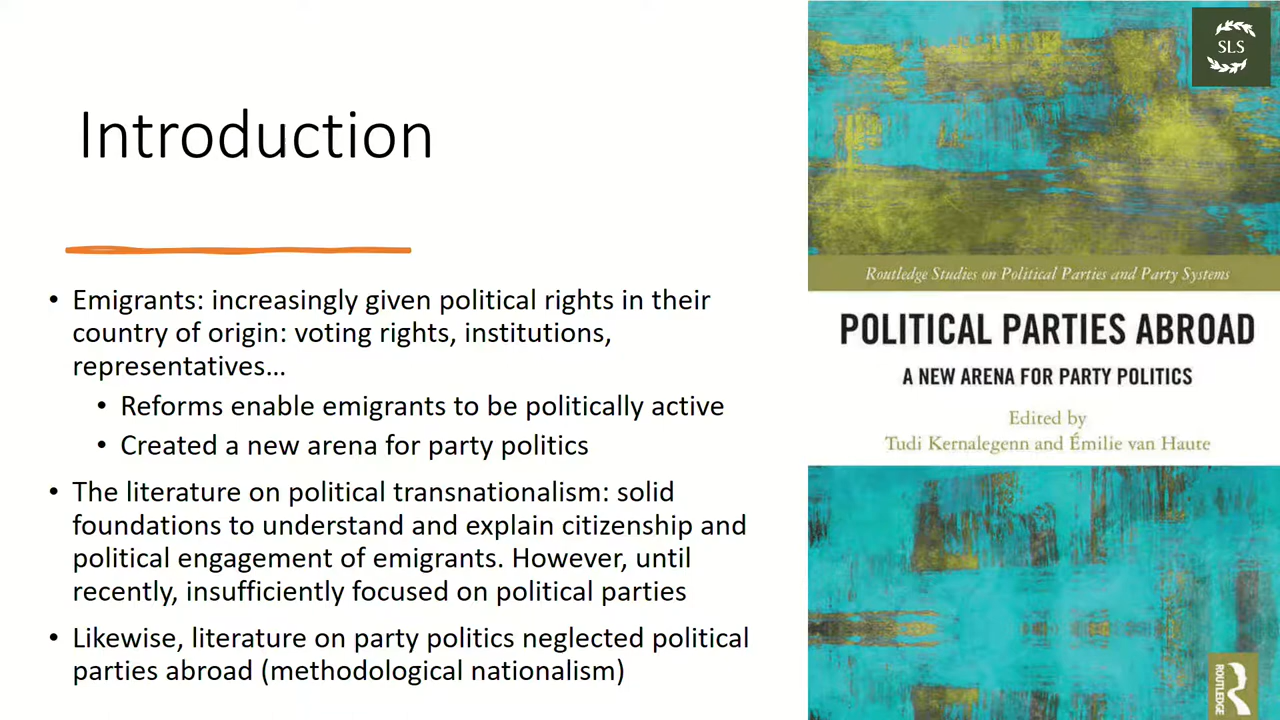 Introduction
• Emigrants: increasingly given political rights in their
country of origin: voting rights, institutions,
representatives…
• Reforms enable emigrants to be politically active
• Created a new arena for party politics
• The literature on political transnationalism: solid
foundations to understand and explain citizenship and
political engagement of emigrants. However, until
recently, insufficiently focused on political parties
• Likewise, literature on party politics neglected political
parties abroad (methodological nationalism)
SLS
Routledge Studies on Political Parties and Party Systems
POLITICAL PARTIES ABROAD
A NEW ARENA FOR PARTY POLITICS
Edited by
Tudi Kernalegenn and Émilie van Haute
ROUTLEDGE